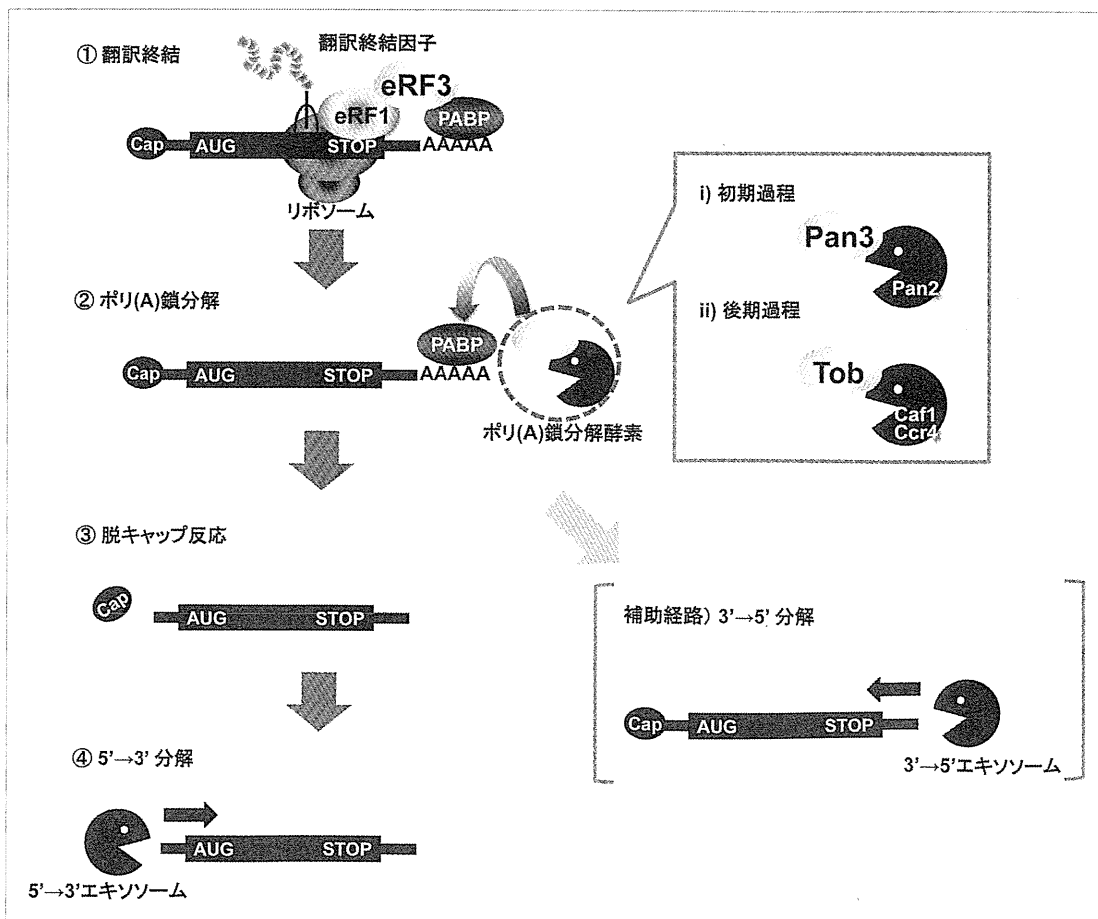 ① 翻訳終結
翻訳終結因子
eRF3
eRF1
PABP
Cap
AUG
STOP
AAAAA
リボソーム
② ポリ(A)鎖分解
PABP
Cap
AUG
STOP
AAAAA
ポリ(A)鎖分解酵素
i) 初期過程
Pan3
Pan2
ii) 後期過程
Tob
Caf1
Ccr4
③ 脱キャップ反応
Cap
AUG
STOP
④ 5’→3’ 分解
AUG
STOP
5’→3’エキソソーム
補助経路) 3’→5’ 分解
Cap
AUG
STOP
3’→5’エキソソーム